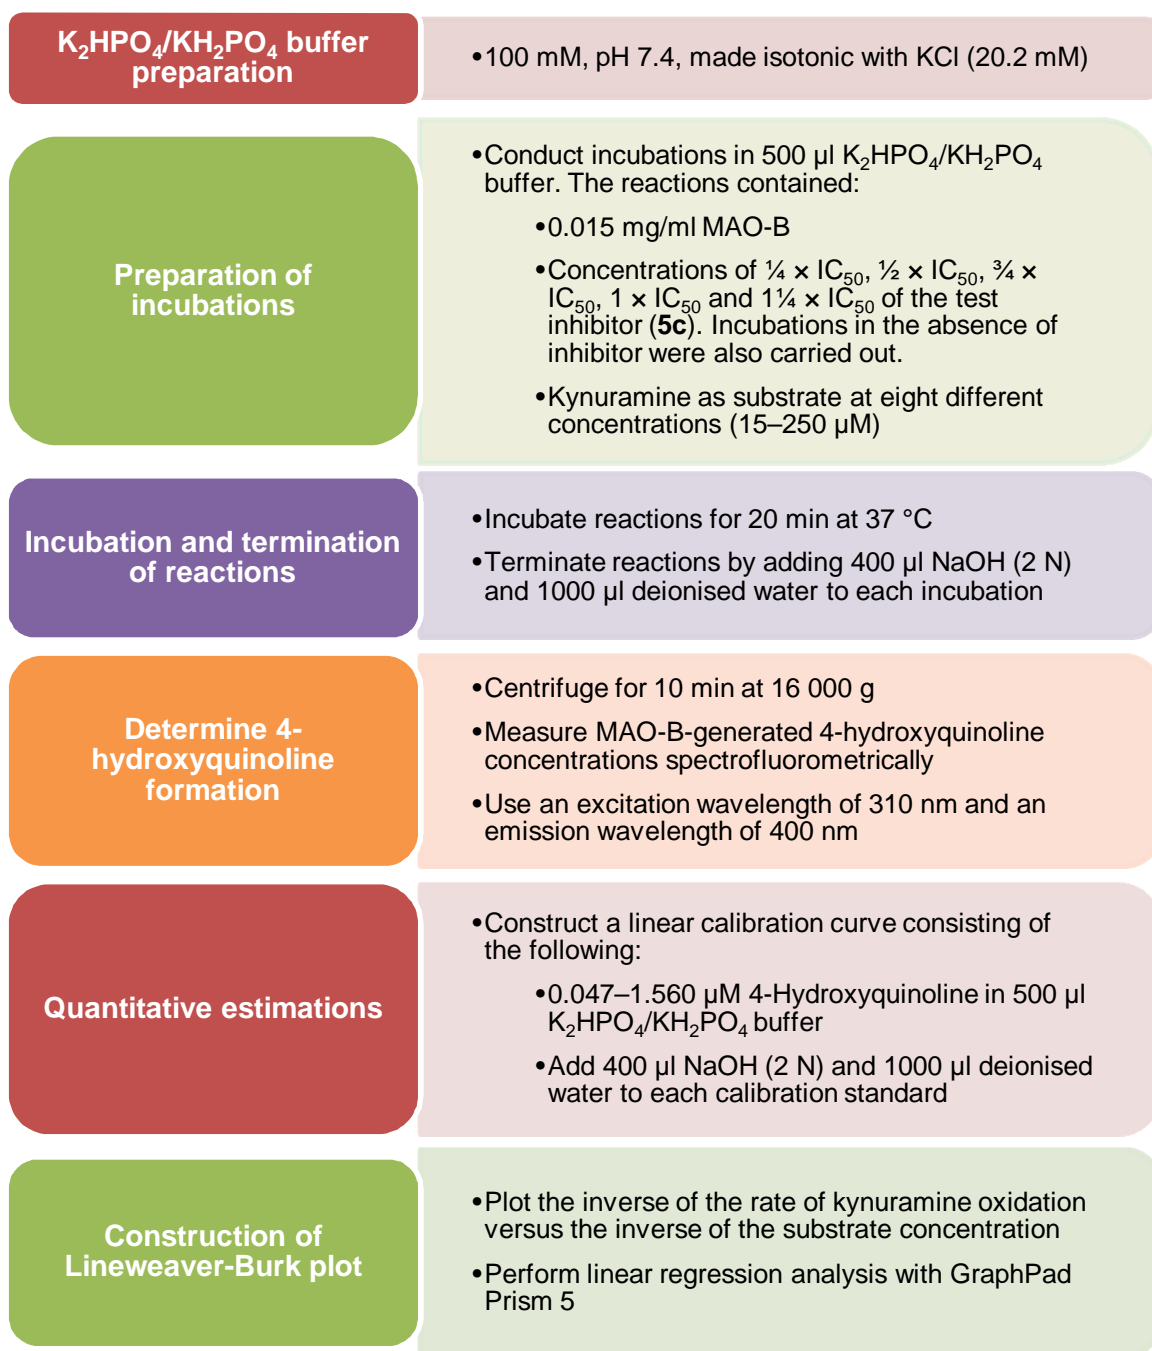 K₂HPO₄/KH₂PO₄ buffer
preparation
•100 mM, pH 7.4, made isotonic with KCl (20.2 mM)
Preparation of
incubations
•Conduct incubations in 500 µl K₂HPO₄/KH₂PO₄
buffer. The reactions contained:
•0.015 mg/ml MAO-B
•Concentrations of ¼ × IC₅₀, ½ × IC₅₀, ¾ ×
IC₅₀, 1 × IC₅₀ and 1¼ × IC₅₀ of the test
inhibitor (5c). Incubations in the absence of
inhibitor were also carried out.
•Kynuramine as substrate at eight different
concentrations (15–250 µM)
Incubation and termination
of reactions
•Incubate reactions for 20 min at 37 °C
•Terminate reactions by adding 400 µl NaOH (2 N)
and 1000 µl deionised water to each incubation
Determine 4-
hydroxyquinoline
formation
•Centrifuge for 10 min at 16 000 g
•Measure MAO-B-generated 4-hydroxyquinoline
concentrations spectrofluorometrically
•Use an excitation wavelength of 310 nm and an
emission wavelength of 400 nm
Quantitative estimations
•Construct a linear calibration curve consisting of
the following:
•0.047–1.560 µM 4-Hydroxyquinoline in 500 µl
K₂HPO₄/KH₂PO₄ buffer
•Add 400 µl NaOH (2 N) and 1000 µl deionised
water to each calibration standard
Construction of
Lineweaver-Burk plot
•Plot the inverse of the rate of kynuramine oxidation
versus the inverse of the substrate concentration
•Perform linear regression analysis with GraphPad
Prism 5